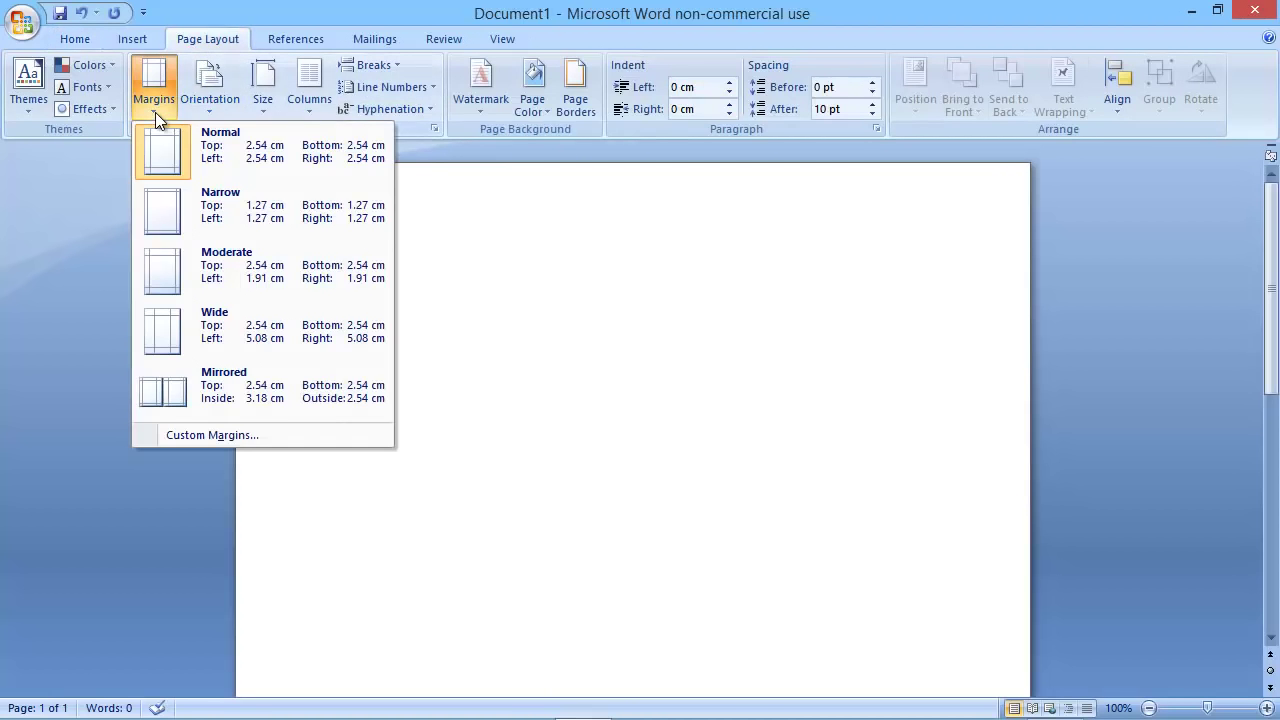 Document1 - Microsoft Word non-commercial use
Home Insert Page Layout References Mailings Review View
Themes Colors Fonts Effects
Themes
Margins Orientation Size Columns Breaks Line Numbers Hyphenation
Watermark Page Color Page Borders
Page Background
Indent Spacing
Left: 0 cm Before: 0 pt
Right: 0 cm After: 10 pt
Paragraph
Position Bring to Front Send to Back Text Wrapping Align Group Rotate
Arrange
Normal
Top: 2.54 cm Bottom: 2.54 cm
Left: 2.54 cm Right: 2.54 cm
Narrow
Top: 1.27 cm Bottom: 1.27 cm
Left: 1.27 cm Right: 1.27 cm
Moderate
Top: 2.54 cm Bottom: 2.54 cm
Left: 1.91 cm Right: 1.91 cm
Wide
Top: 2.54 cm Bottom: 2.54 cm
Left: 5.08 cm Right: 5.08 cm
Mirrored
Top: 2.54 cm Bottom: 2.54 cm
Inside: 3.18 cm Outside: 2.54 cm
Custom Margins...
Page: 1 of 1 Words: 0 100%